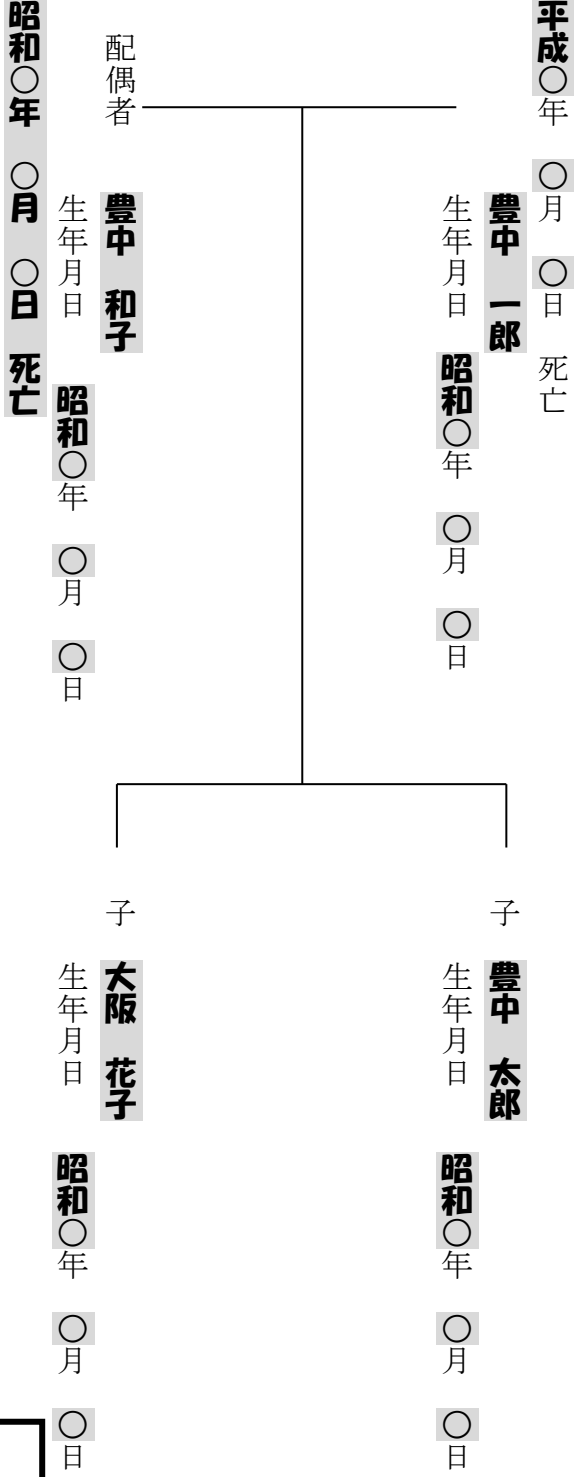 平成〇年 〇月 〇日 死亡
豊中 一郎
生年月日 昭和〇年 〇月 〇日
配偶者
豊中 和子
生年月日 昭和〇年 〇月 〇日
昭和〇年 〇月 〇日 死亡
子
豊中 太郎
生年月日 昭和〇年 〇月 〇日
子
大阪 花子
生年月日 昭和〇年 〇月 〇日